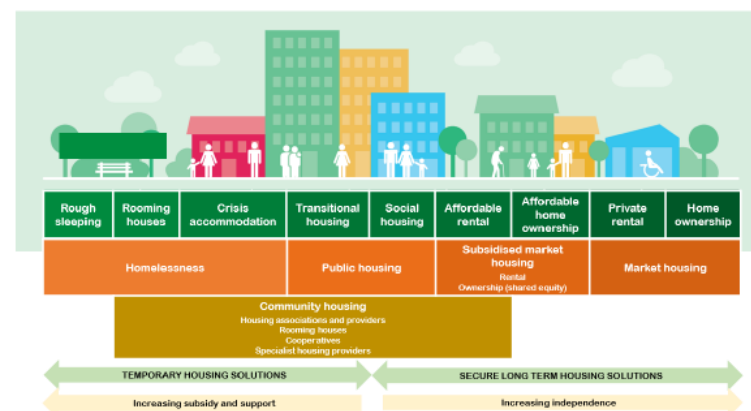 Rough
sleeping
Rooming
houses
Crisis
accommodation
Transitional
housing
Social
housing
Affordable
rental
Affordable
home
ownership
Private
rental
Home
ownership
Homelessness
Public housing
Subsidised market
housing
Rental
Ownership (shared equity)
Market housing
Community housing
Housing associations and providers
Rooming houses
Cooperatives
Specialist housing providers
TEMPORARY HOUSING SOLUTIONS
SECURE LONG TERM HOUSING SOLUTIONS
Increasing subsidy and support
Increasing independence